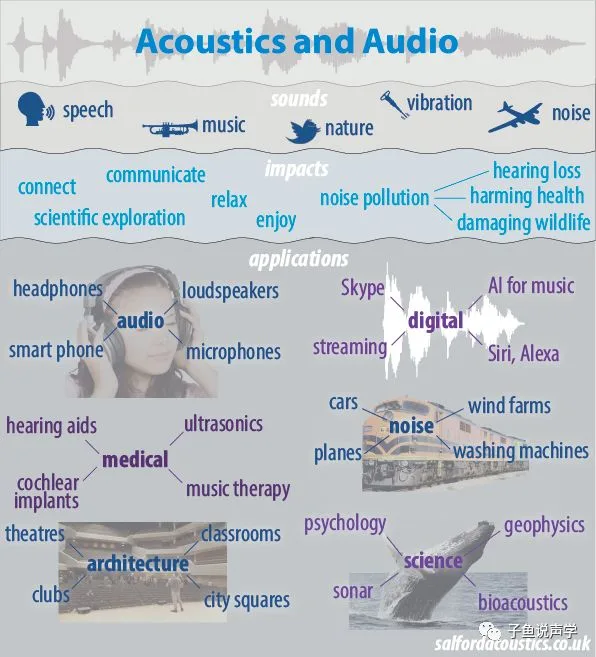 Acoustics and Audio
sounds
speech
music
nature
vibration
noise
impacts
connect
communicate
scientific exploration
relax
enjoy
noise pollution
hearing loss
harming health
damaging wildlife
applications
headphones
loudspeakers
audio
smart phone
microphones
Skype
AI for music
digital
streaming
Siri, Alexa
hearing aids
ultrasonics
medical
cochlear
implants
music therapy
cars
wind farms
noise
planes
washing machines
theatres
classrooms
architecture
clubs
city squares
psychology
geophysics
science
sonar
bioacoustics
子鱼说声学
salfordacoustics.co.uk